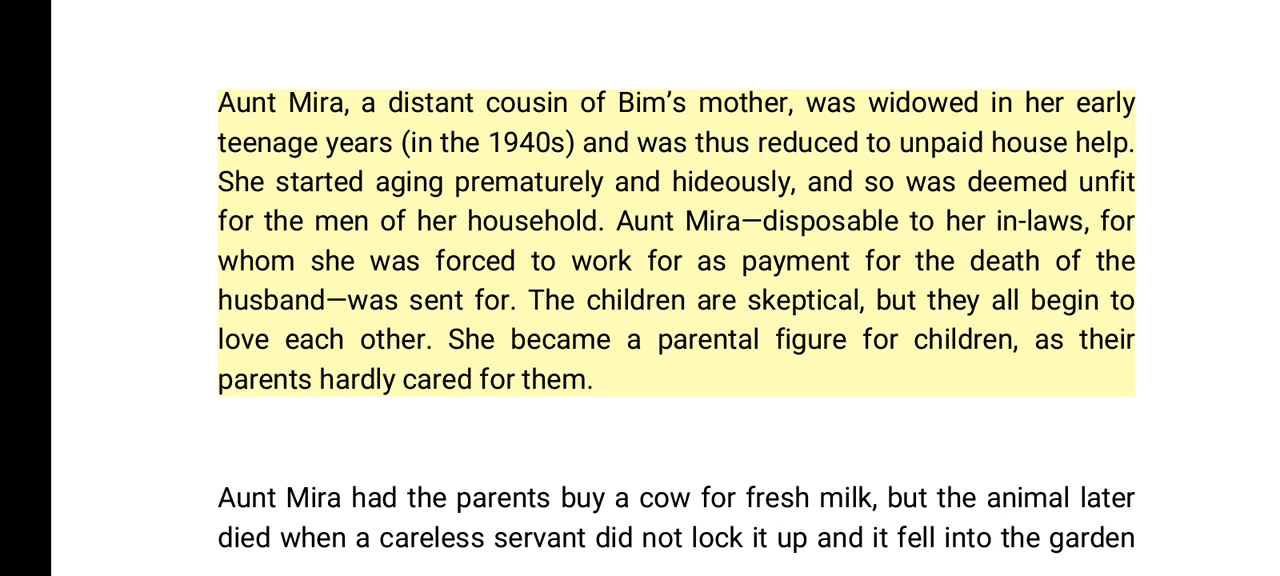 Aunt Mira, a distant cousin of Bim’s mother, was widowed in her early
teenage years (in the 1940s) and was thus reduced to unpaid house help.
She started aging prematurely and hideously, and so was deemed unfit
for the men of her household. Aunt Mira—disposable to her in-laws, for
whom she was forced to work for as payment for the death of the
husband—was sent for. The children are skeptical, but they all begin to
love each other. She became a parental figure for children, as their
parents hardly cared for them.
Aunt Mira had the parents buy a cow for fresh milk, but the animal later
died when a careless servant did not lock it up and it fell into the garden